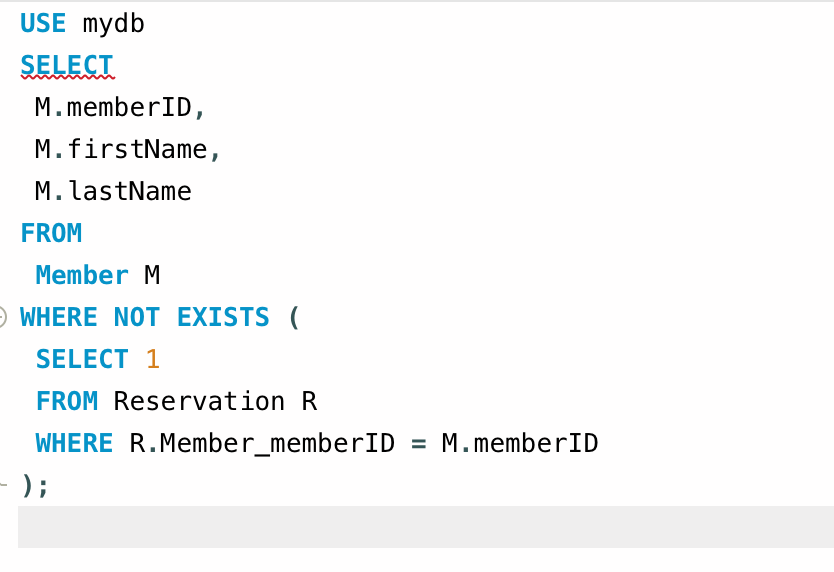 USE mydb
SELECT
M.memberID,
M.firstName,
M.lastName
FROM
Member M
WHERE NOT EXISTS (
SELECT 1
FROM Reservation R
WHERE R.Member_memberID = M.memberID
);